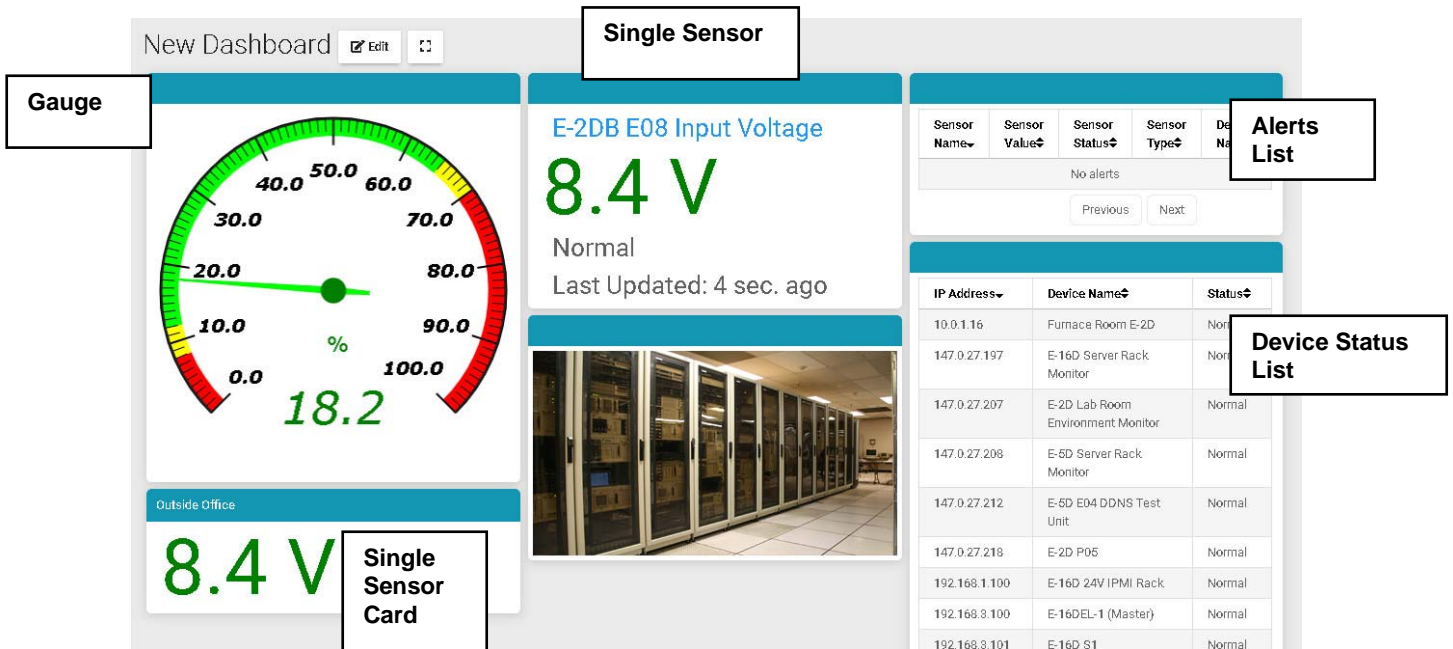 New Dashboard Edit
Single Sensor
Gauge
50.0
40.0 60.0
30.0 70.0
20.0 80.0
10.0 90.0
%
0.0 100.0
18.2
Outside Office
8.4 V
Single
Sensor
Card
E-2DB E08 Input Voltage
8.4 V
Normal
Last Updated: 4 sec. ago
Sensor Sensor Sensor Sensor
Name Value Status Type
No alerts
Previous Next
Alerts
List
IP Address Device Name Status
10.0.1.16 Furnace Room E-2D
147.0.27.197 E-16D Server Rack
Monitor
Device Status
List
147.0.27.207 E-2D Lab Room Normal
Environment Monitor
147.0.27.208 E-5D Server Rack Normal
Monitor
147.0.27.212 E-5D E04 DDNS Test Normal
Unit
147.0.27.218 E-2D P05 Normal
192.168.1.100 E-16D 24V IPMI Rack Normal
192.168.3.100 E-16DEL-1 (Master) Normal
192.168.3.101 E-16D S1 Normal